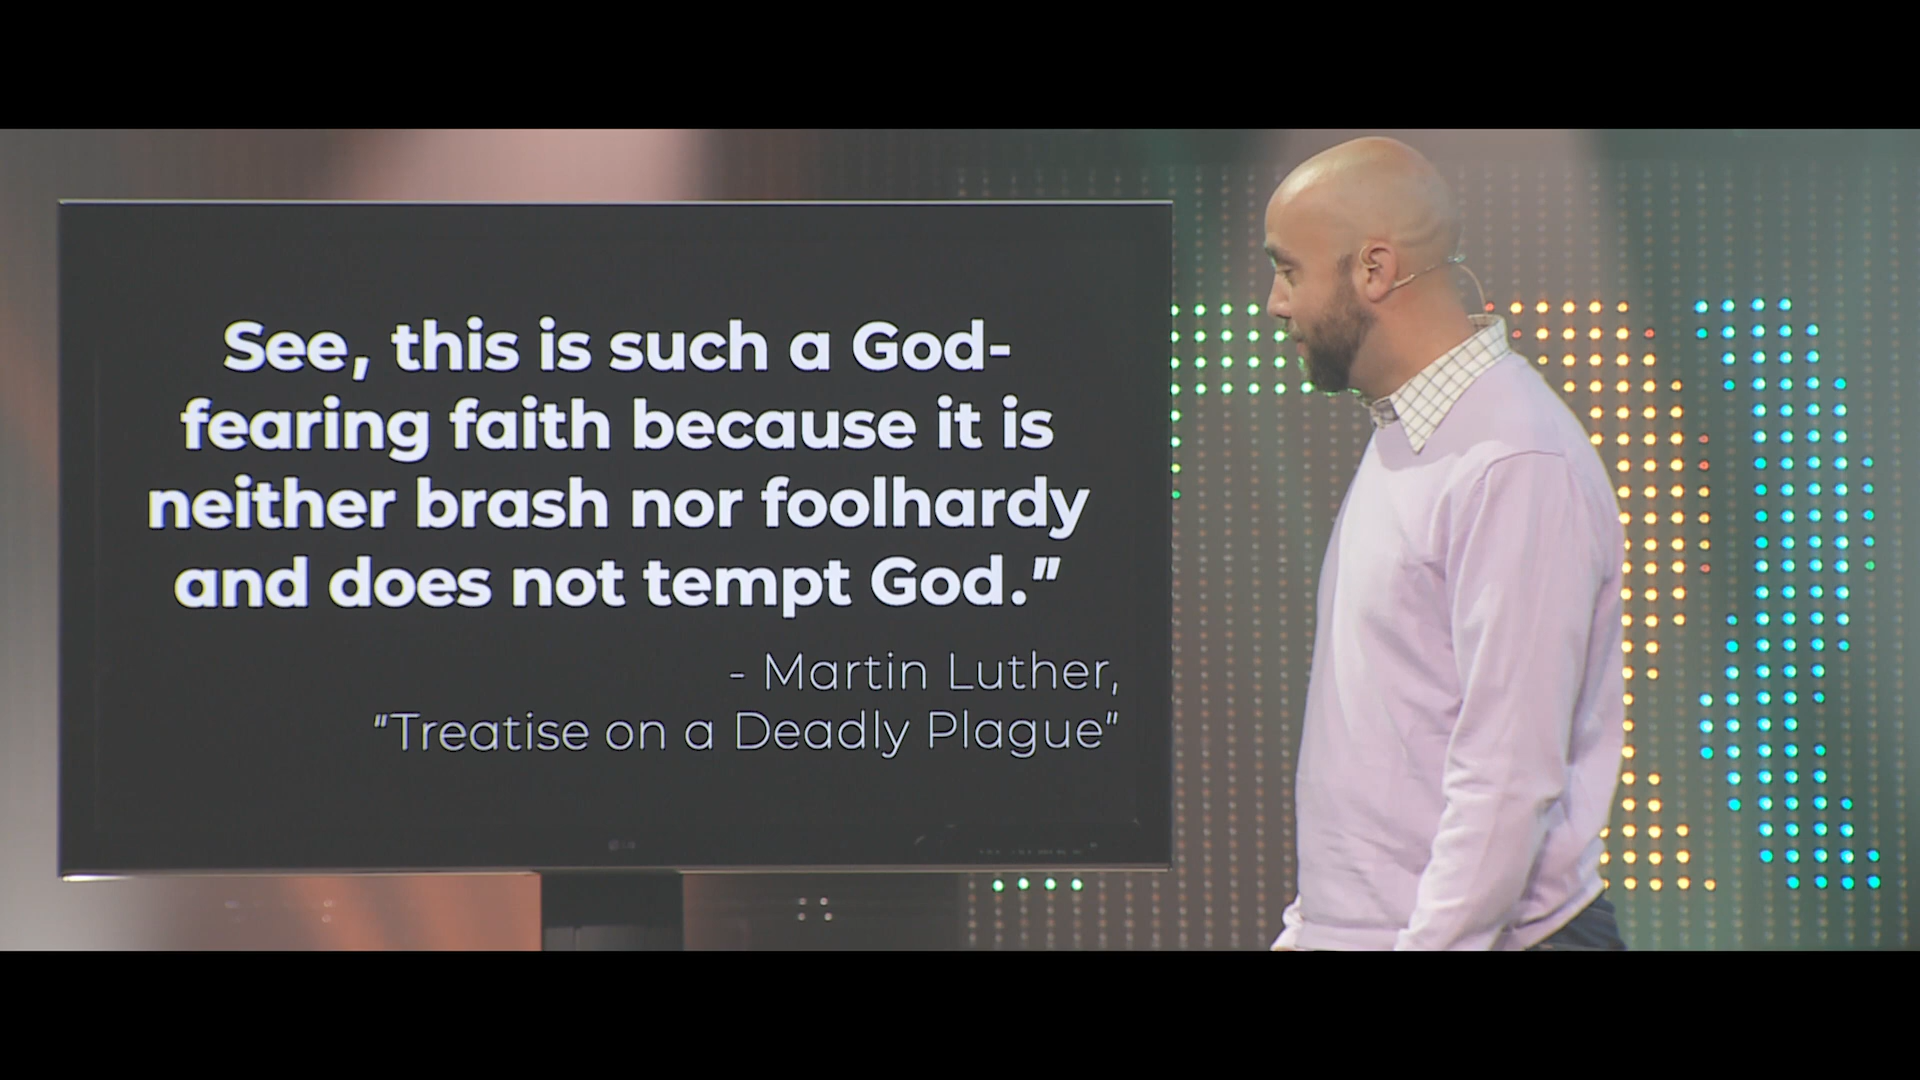 See, this is such a God-
fearing faith because it is
neither brash nor foolhardy
and does not tempt God.”
- Martin Luther,
"Treatise on a Deadly Plague"
LG